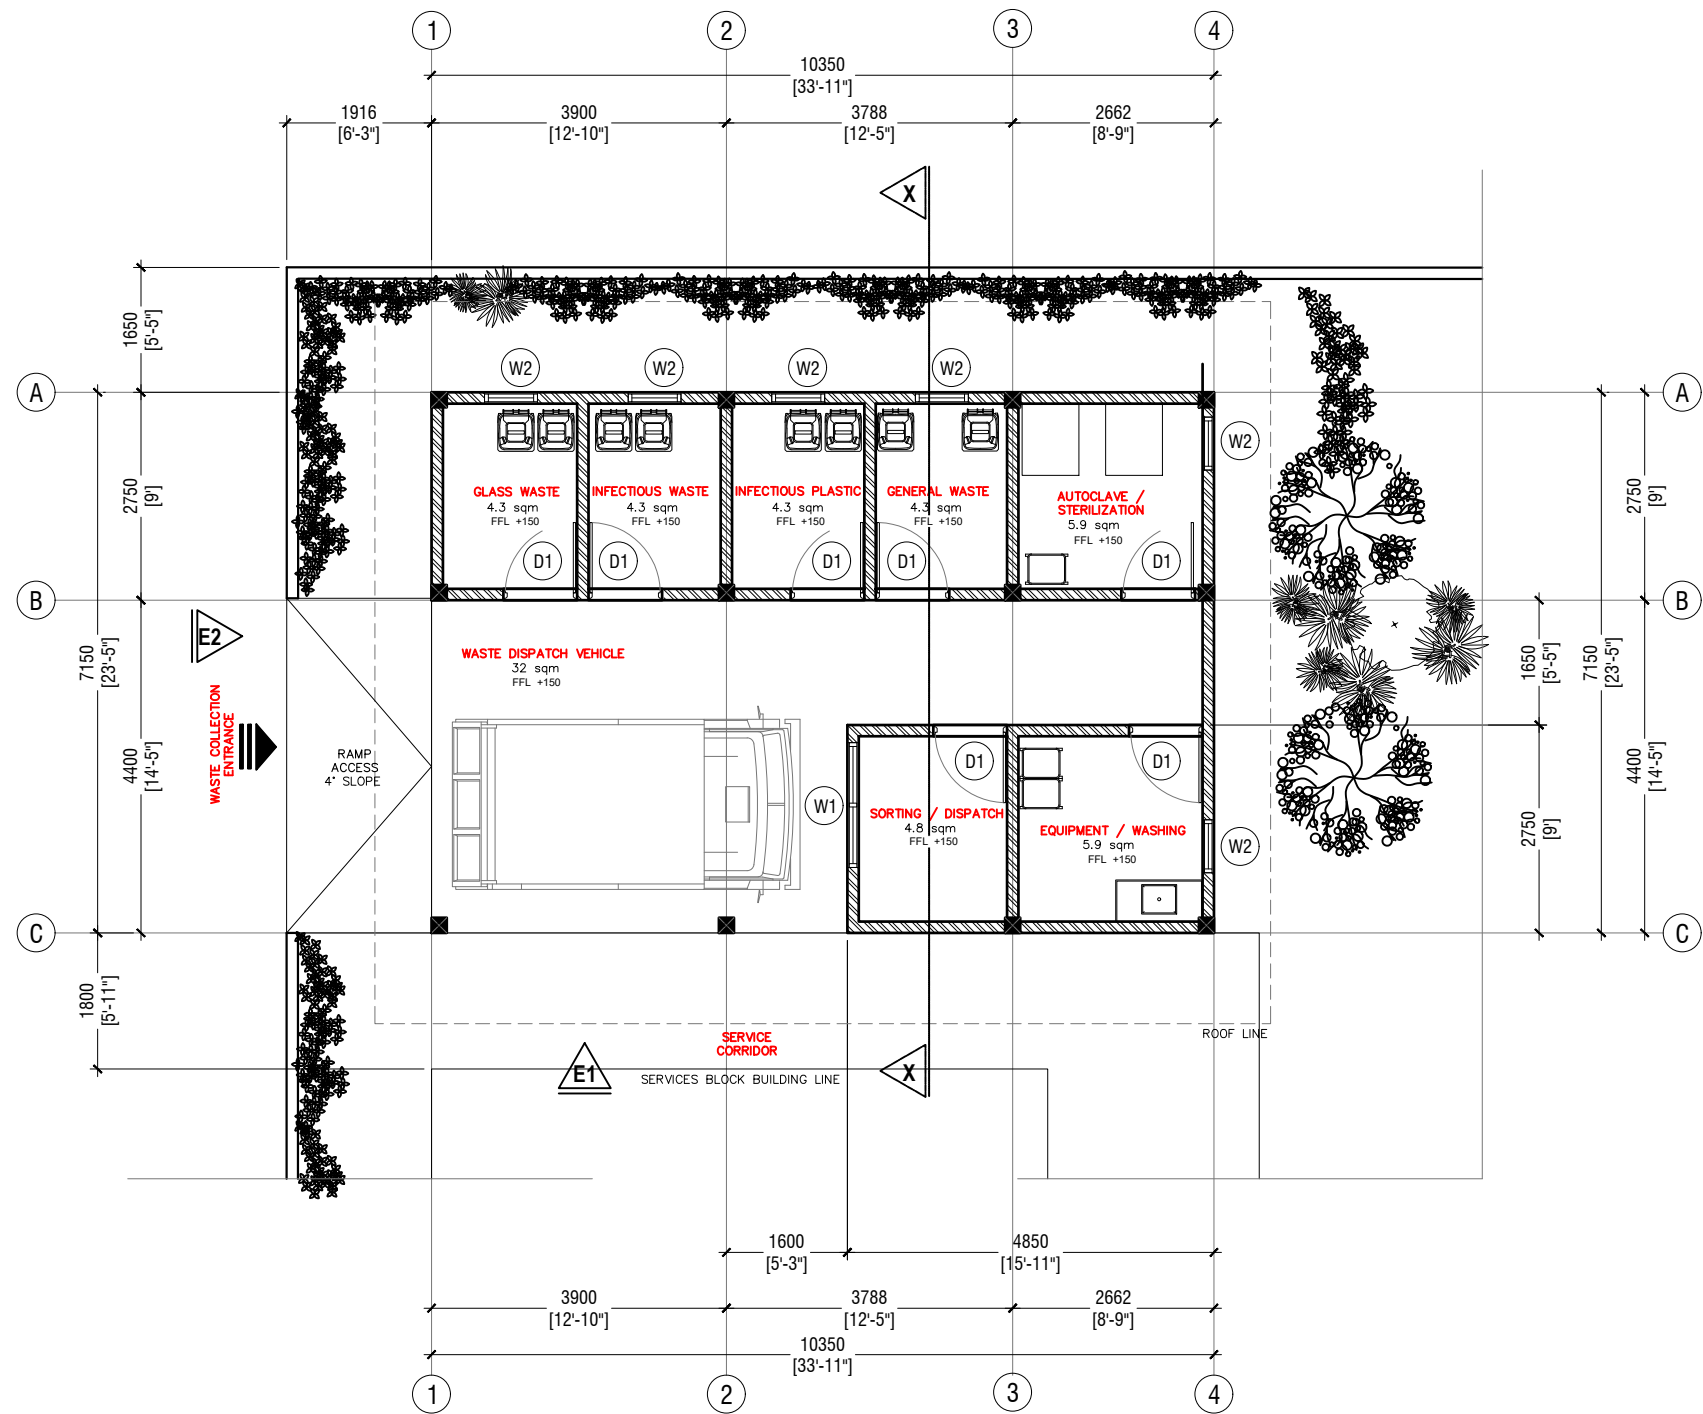 1 2 3 4
10350
[33'-11"]
1916 3900 3788 2662
[6'-3"] [12'-10"] [12'-5"] [8'-9"]
X
1650
[5'-5"]
W2 W2 W2 W2
A A
W2
2750
[9']
2750
[9']
GLASS WASTE
4.3 sqm
FFL +150
INFECTIOUS WASTE
4.3 sqm
FFL +150
INFECTIOUS PLASTIC
4.3 sqm
FFL +150
GENERAL WASTE
4.3 sqm
FFL +150
AUTOCLAVE /
STERILIZATION
5.9 sqm
FFL +150
D1 D1 D1 D1 D1
B B
E2
7150
[23'-5"]
WASTE DISPATCH VEHICLE
32 sqm
FFL +150
1650
[5'-5"]
7150
[23'-5"]
WASTE COLLECTION
ENTRANCE
4400
[14'-5"]
RAMP
ACCESS
4° SLOPE
D1 D1
4400
[14'-5"]
W1
SORTING / DISPATCH
4.8 sqm
FFL +150
EQUIPMENT / WASHING
5.9 sqm
FFL +150
W2
2750
[9']
C C
1800
[5'-11"]
SERVICE
CORRIDOR
ROOF LINE
E1
SERVICES BLOCK BUILDING LINE
X
1600 4850
[5'-3"] [15'-11"]
3900 3788 2662
[12'-10"] [12'-5"] [8'-9"]
10350
[33'-11"]
1 2 3 4